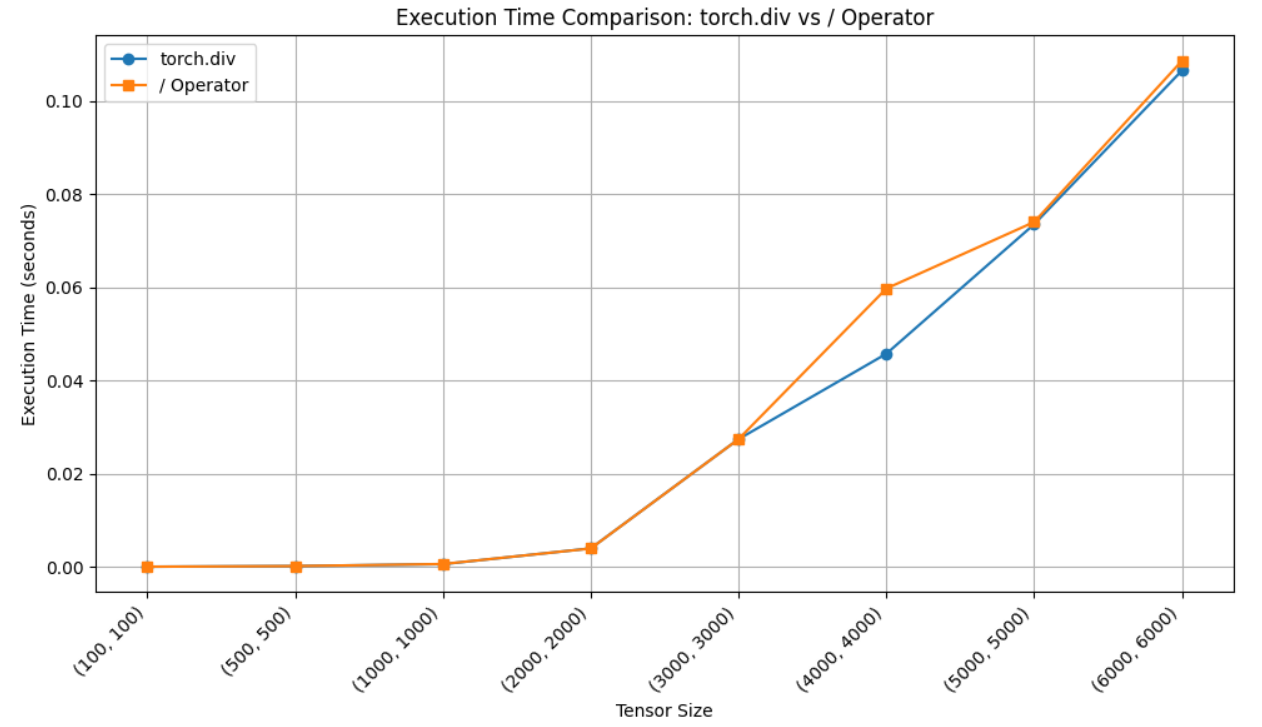 Execution Time Comparison: torch.div vs / Operator
torch.div
/ Operator
Execution Time (seconds)
0.10
0.08
0.06
0.04
0.02
0.00
(100, 100)
(500, 500)
(1000, 1000)
(2000, 2000)
(3000, 3000)
(4000, 4000)
(5000, 5000)
(6000, 6000)
Tensor Size